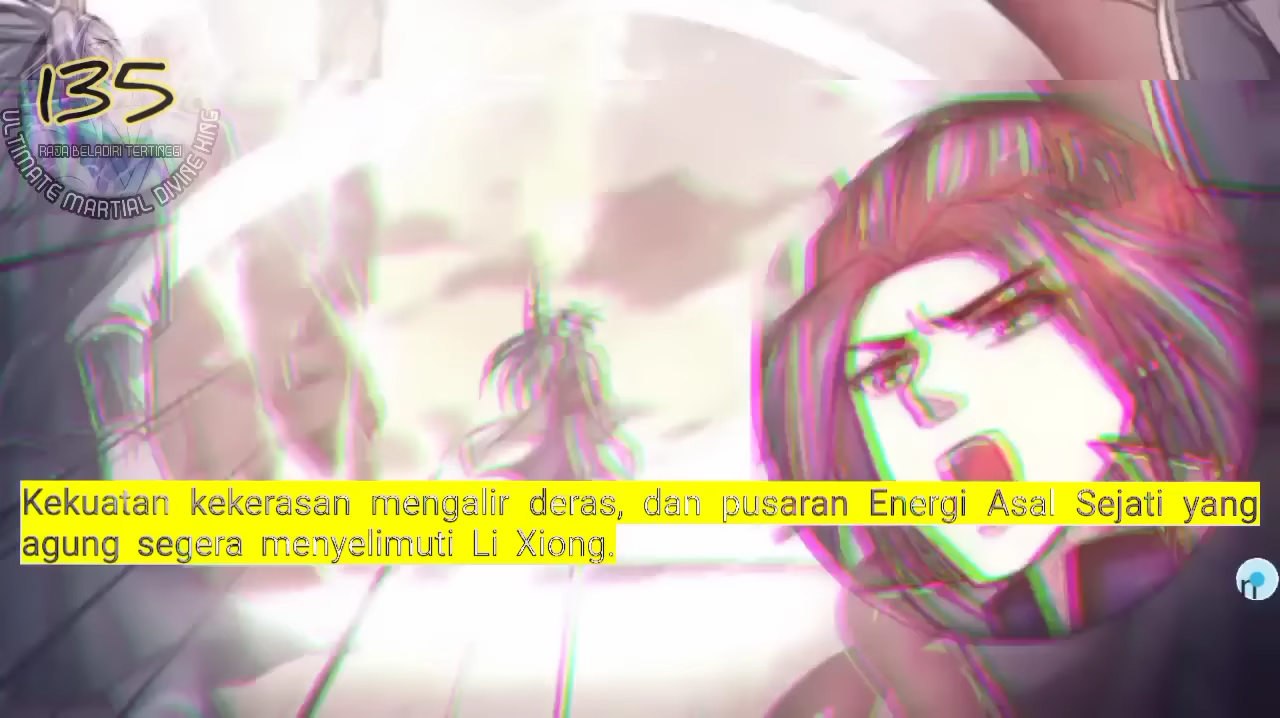 135
RAJA BELADIRI TERTINGGI
ULTIMATE MARTIAL DIVINE KING
Kekuatan kekerasan mengalir deras, dan pusaran Energi Asal Sejati yang
agung segera menyelimuti Li Xiong.